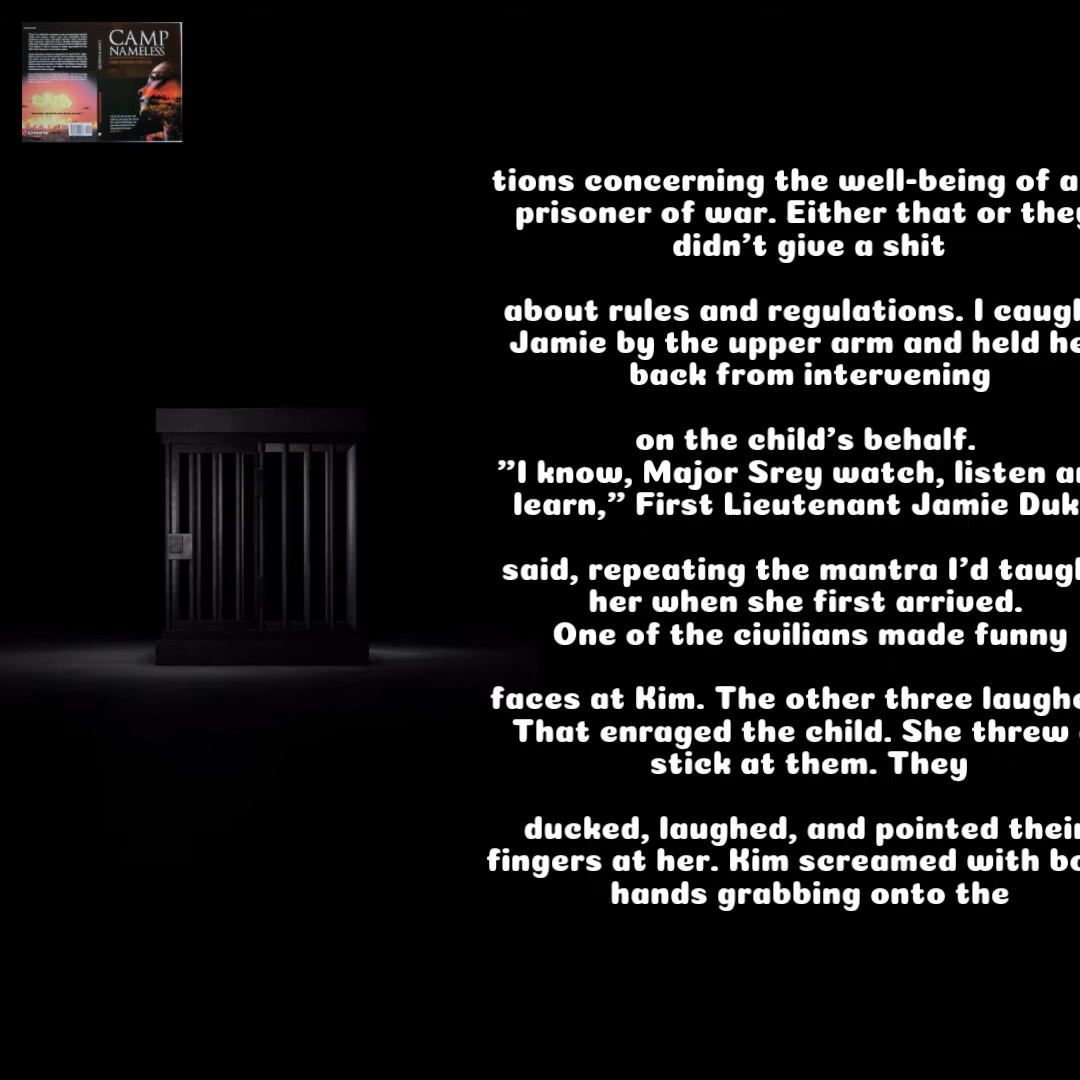 CAMP
NAMELESS
iUniverse
tions concerning the well-being of a
prisoner of war. Either that or they
didn’t give a shit
about rules and regulations. I caugh
Jamie by the upper arm and held he
back from intervening
on the child’s behalf.
”I know, Major Srey watch, listen an
learn,” First Lieutenant Jamie Duk
said, repeating the mantra I’d taugh
her when she first arrived.
One of the civilians made funny
faces at Kim. The other three laughe
That enraged the child. She threw
stick at them. They
ducked, laughed, and pointed their
fingers at her. Kim screamed with bo
hands grabbing onto the